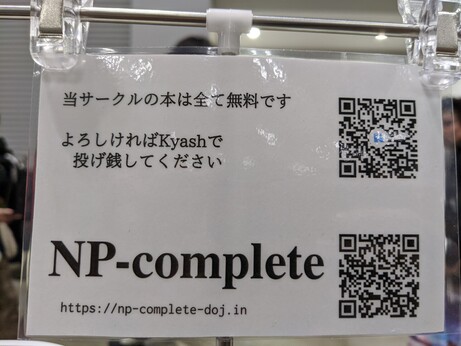 当サークルの本は全て無料です
よろしければKyashで
投げ銭してください
NP-complete
https://np-complete-doj.in